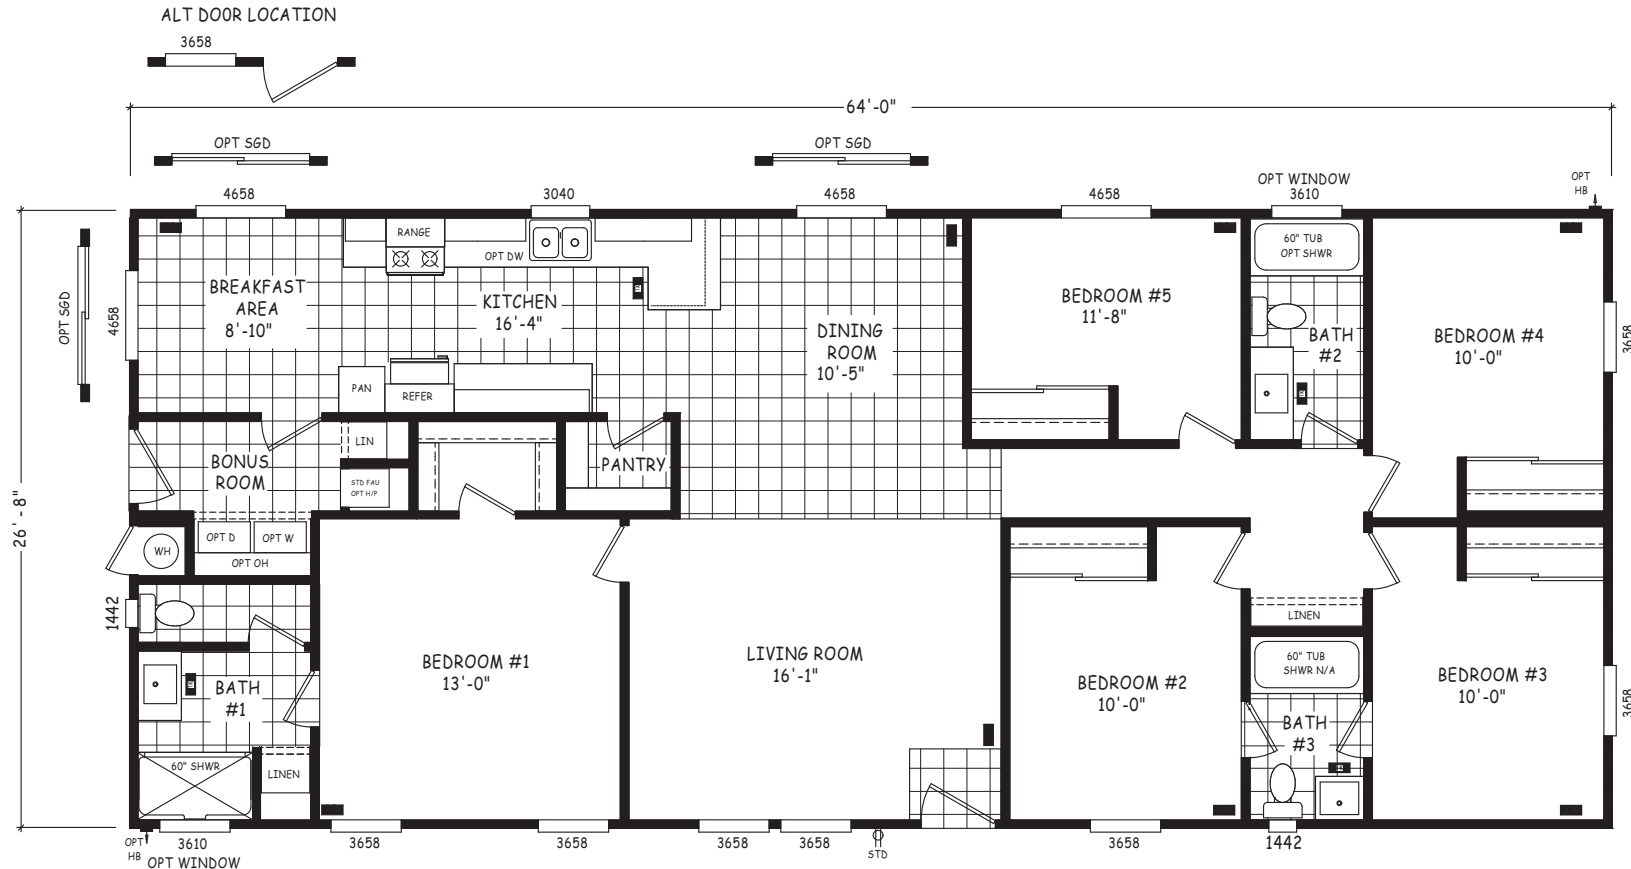 ALT DOOR LOCATION
3658
64'-0"
OPT SGD
OPT SGD
4658
3040
4658
4658
OPT WINDOW
3610
OPT
HB
RANGE
OPT DW
60" TUB
OPT SHWR
OPT SGD
4658
BREAKFAST
AREA
8'-10"
KITCHEN
16'-4"
DINING
ROOM
10'-5"
BEDROOM #5
11'-8"
BATH
#2
BEDROOM #4
10'-0"
3658
PAN
REFER
LIN
BONUS
ROOM
STD FAU
OPT H/P
PANTRY
26' - 8"
WH
OPT D
OPT W
OPT OH
1442
LINEN
BEDROOM #1
13'-0"
LIVING ROOM
16'-1"
BEDROOM #2
10'-0"
60" TUB
SHWR N/A
BEDROOM #3
10'-0"
3658
BATH
#1
BATH
#3
60" SHWR
LINEN
OPT
HB
3610
OPT WINDOW
3658
3658
3658
3658
STD
3658
1442